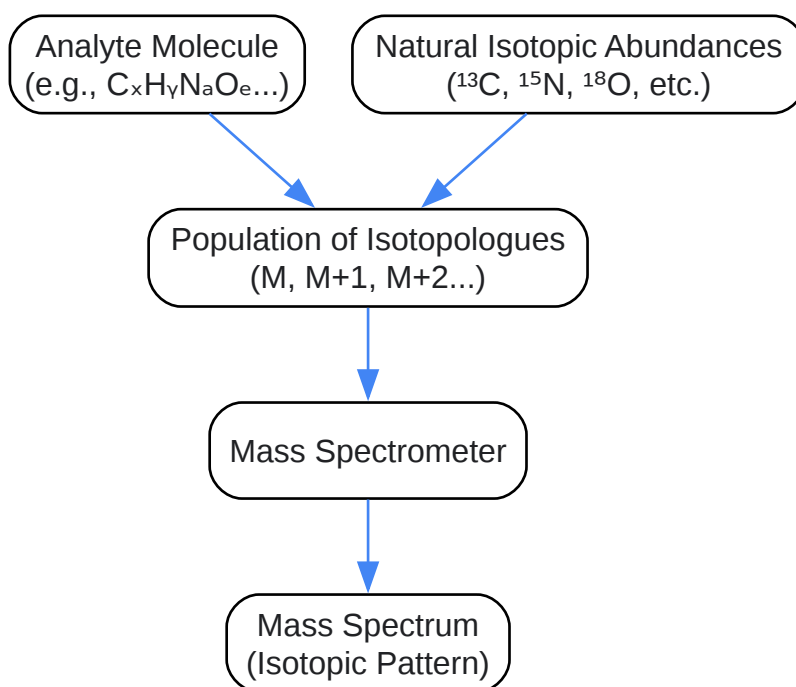 Analyte Molecule
(e.g., CₓHᵧNₐOₑ...)
Natural Isotopic Abundances
(¹³C, ¹⁵N, ¹⁸O, etc.)
Population of Isotopologues
(M, M+1, M+2...)
Mass Spectrometer
Mass Spectrum
(Isotopic Pattern)